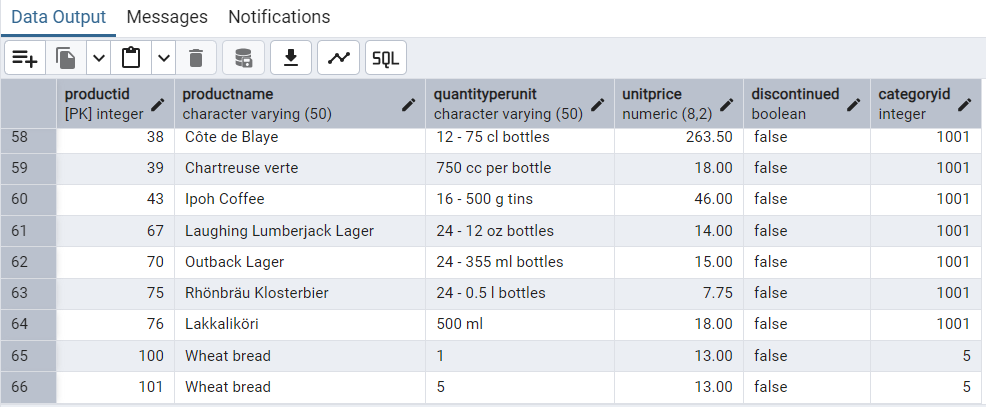 Data Output Messages Notifications
SQL
productid productname quantityperunit unitprice discontinued categoryid
[PK] integer character varying (50) character varying (50) numeric (8,2) boolean integer
58 38 Côte de Blaye 12 - 75 cl bottles 263.50 false 1001
59 39 Chartreuse verte 750 cc per bottle 18.00 false 1001
60 43 Ipoh Coffee 16 - 500 g tins 46.00 false 1001
61 67 Laughing Lumberjack Lager 24 - 12 oz bottles 14.00 false 1001
62 70 Outback Lager 24 - 355 ml bottles 15.00 false 1001
63 75 Rhönbräu Klosterbier 24 - 0.5 l bottles 7.75 false 1001
64 76 Lakkaliköri 500 ml 18.00 false 1001
65 100 Wheat bread 1 13.00 false 5
66 101 Wheat bread 5 13.00 false 5